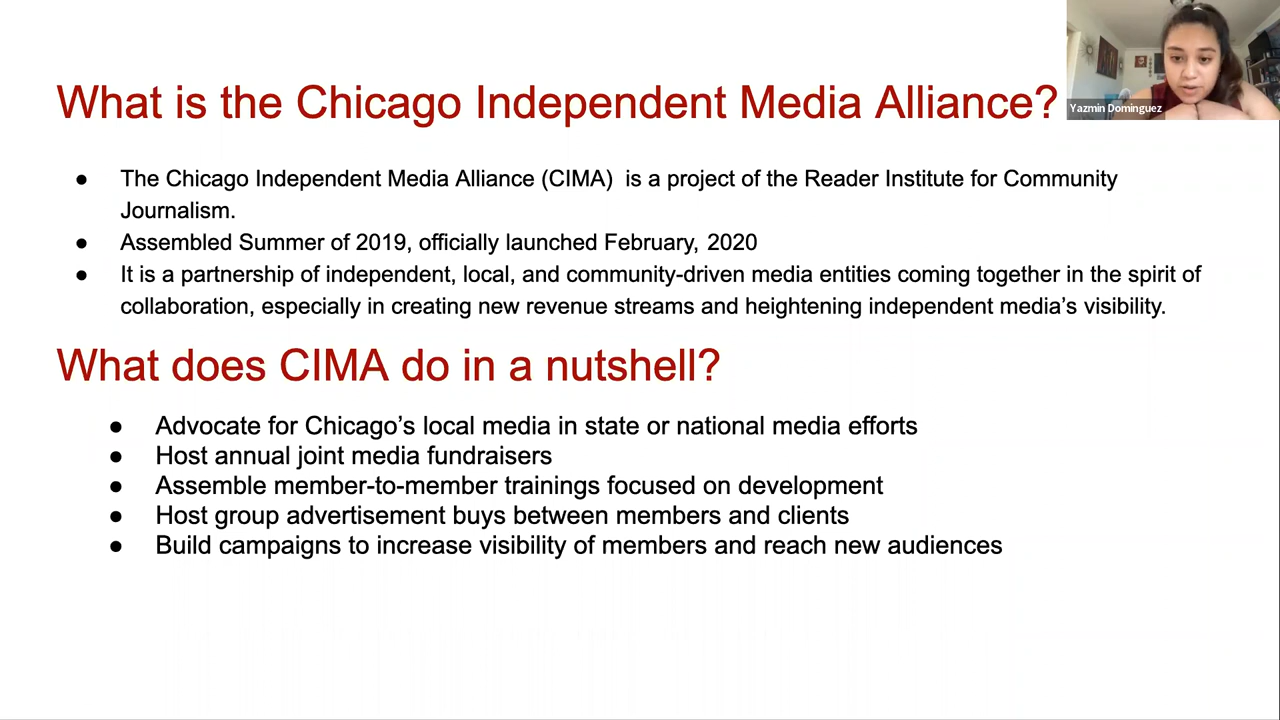 What is the Chicago Independent Media Alliance?
Yazmin Dominguez
● The Chicago Independent Media Alliance (CIMA)  is a project of the Reader Institute for Community
Journalism.
● Assembled Summer of 2019, officially launched February, 2020
● It is a partnership of independent, local, and community-driven media entities coming together in the spirit of
collaboration, especially in creating new revenue streams and heightening independent media’s visibility.
What does CIMA do in a nutshell?
● Advocate for Chicago’s local media in state or national media efforts
● Host annual joint media fundraisers
● Assemble member-to-member trainings focused on development
● Host group advertisement buys between members and clients
● Build campaigns to increase visibility of members and reach new audiences